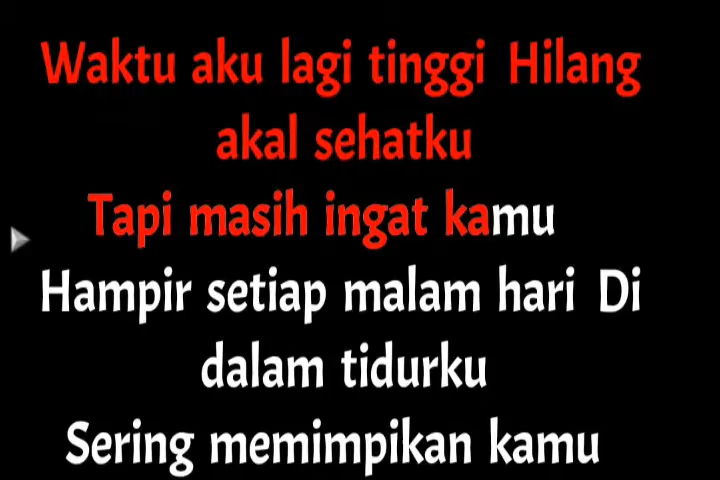 Waktu aku lagi tinggi Hilang
akal sehatku
Tapi masih ingat kamu
Hampir setiap malam hari Di
dalam tidurku
Sering memimpikan kamu